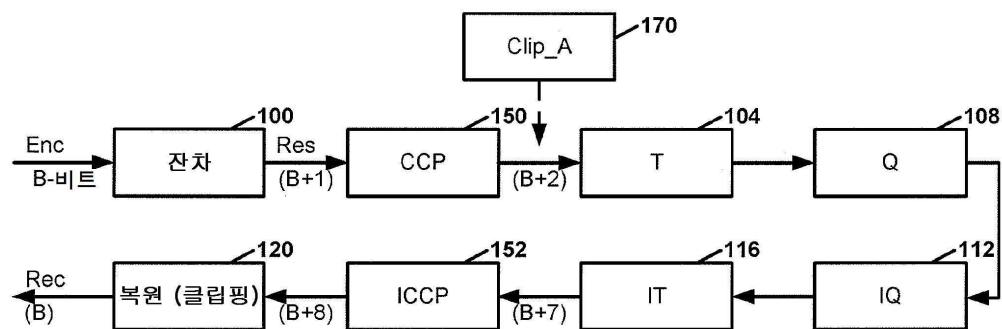 Clip_A
170
Enc
B-비트
잔차
100
Res
(B+1)
CCP
150
(B+2)
T
104
Q
108
Rec
(B)
복원 (클립핑)
120
(B+8)
ICCP
152
(B+7)
IT
116
IQ
112